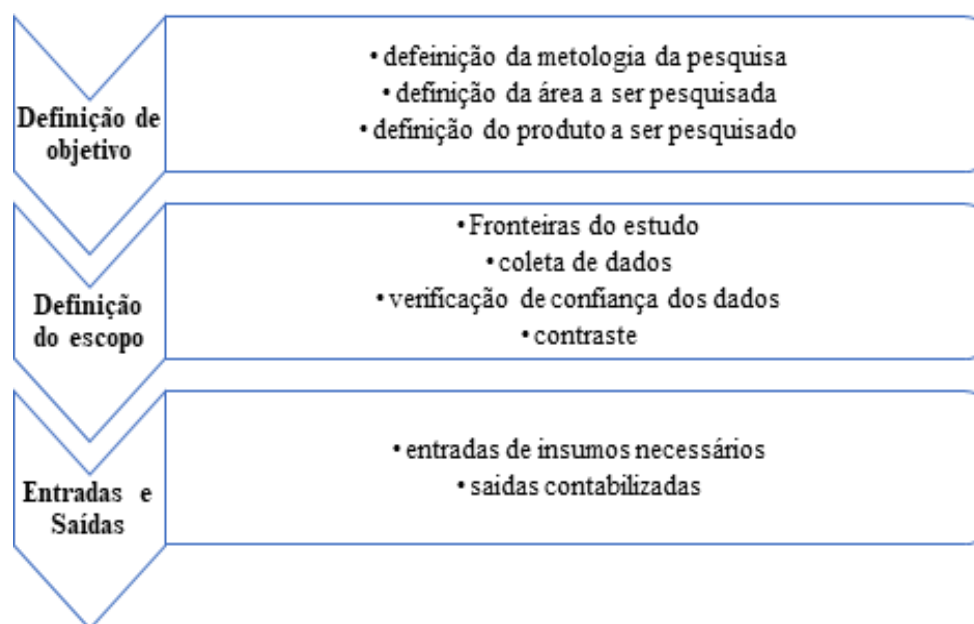 Definição de
objetivo
• defeinição da metologia da pesquisa
• definição da área a ser pesquisada
• definição do produto a ser pesquisado
Definição
do escopo
• Fronteiras do estudo
• coleta de dados
• verificação de confiança dos dados
• contraste
Entradas e
Saídas
• entradas de insumos necessários
• saidas contabilizadas